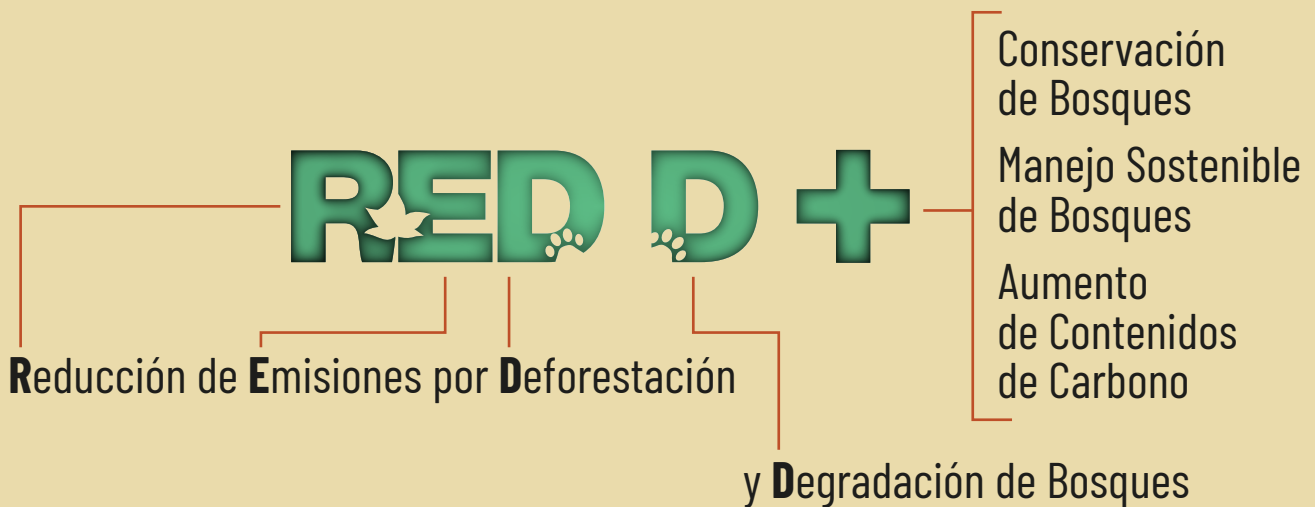 RED D +
Reducción de Emisiones por Deforestación
y Degradación de Bosques
Conservación
de Bosques
Manejo Sostenible
de Bosques
Aumento
de Contenidos
de Carbono